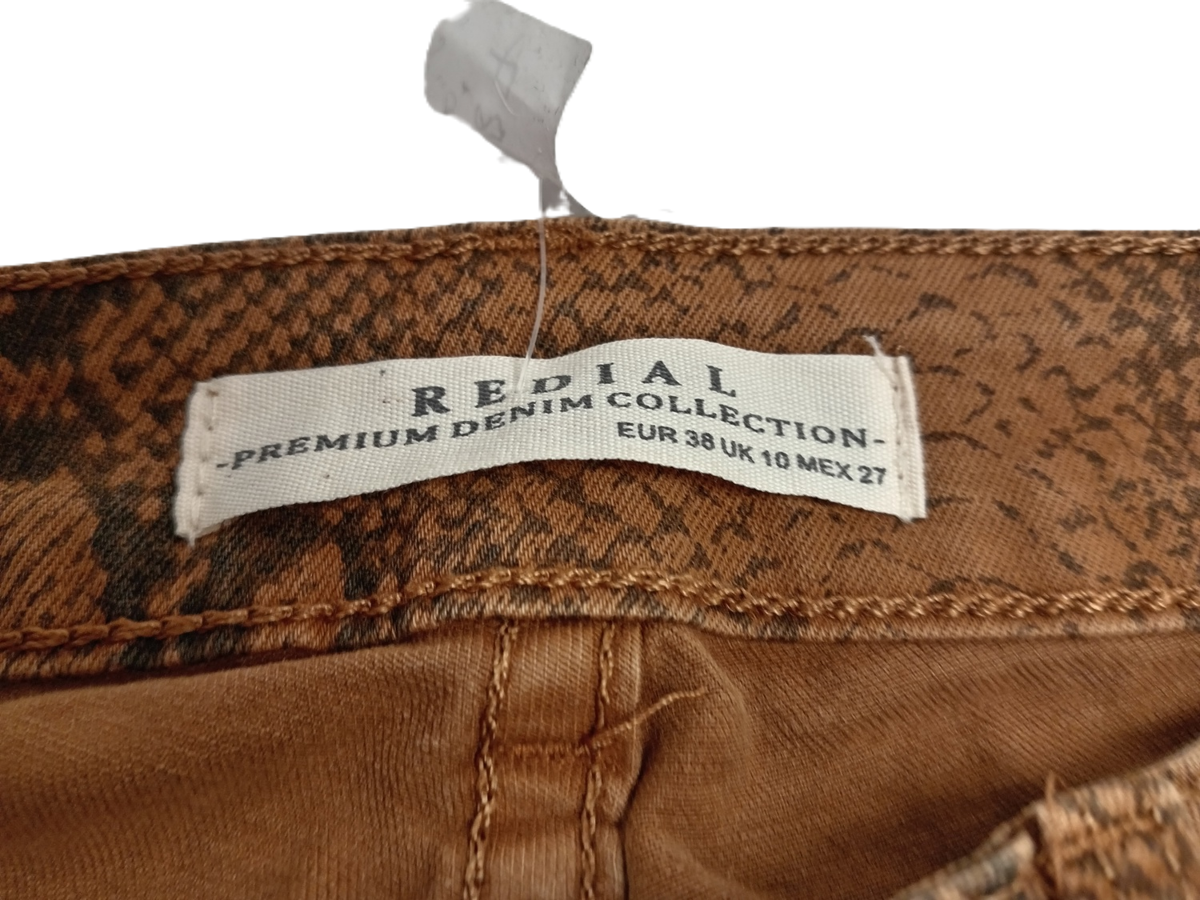 REDIAL
-PREMIUM DENIM COLLECTION-
EUR 38 UK 10 MEX 27